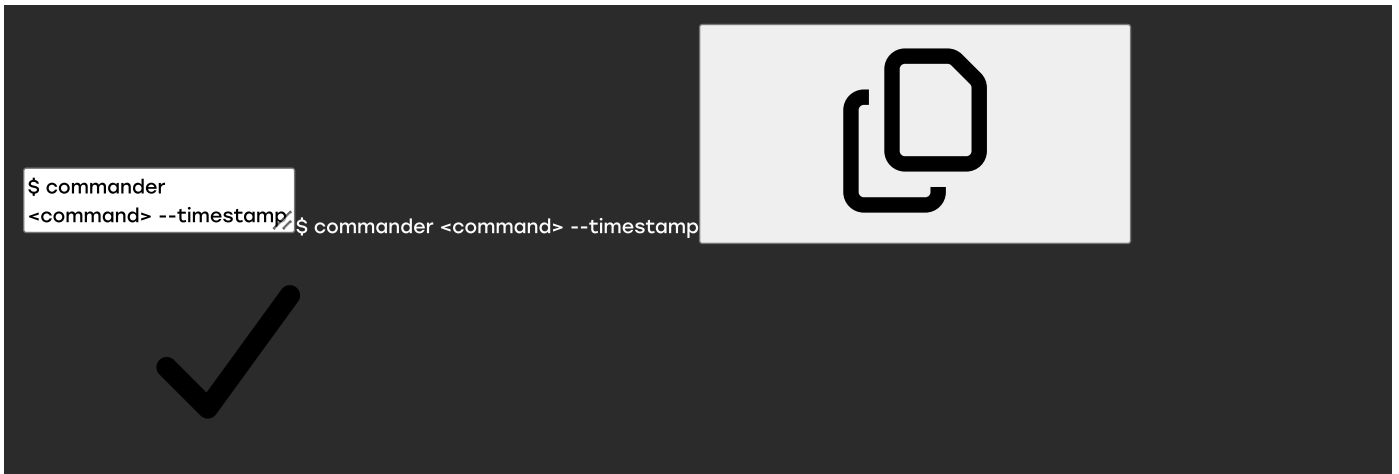 $ commander
<command> --timestamp
$ commander <command> --timestamp